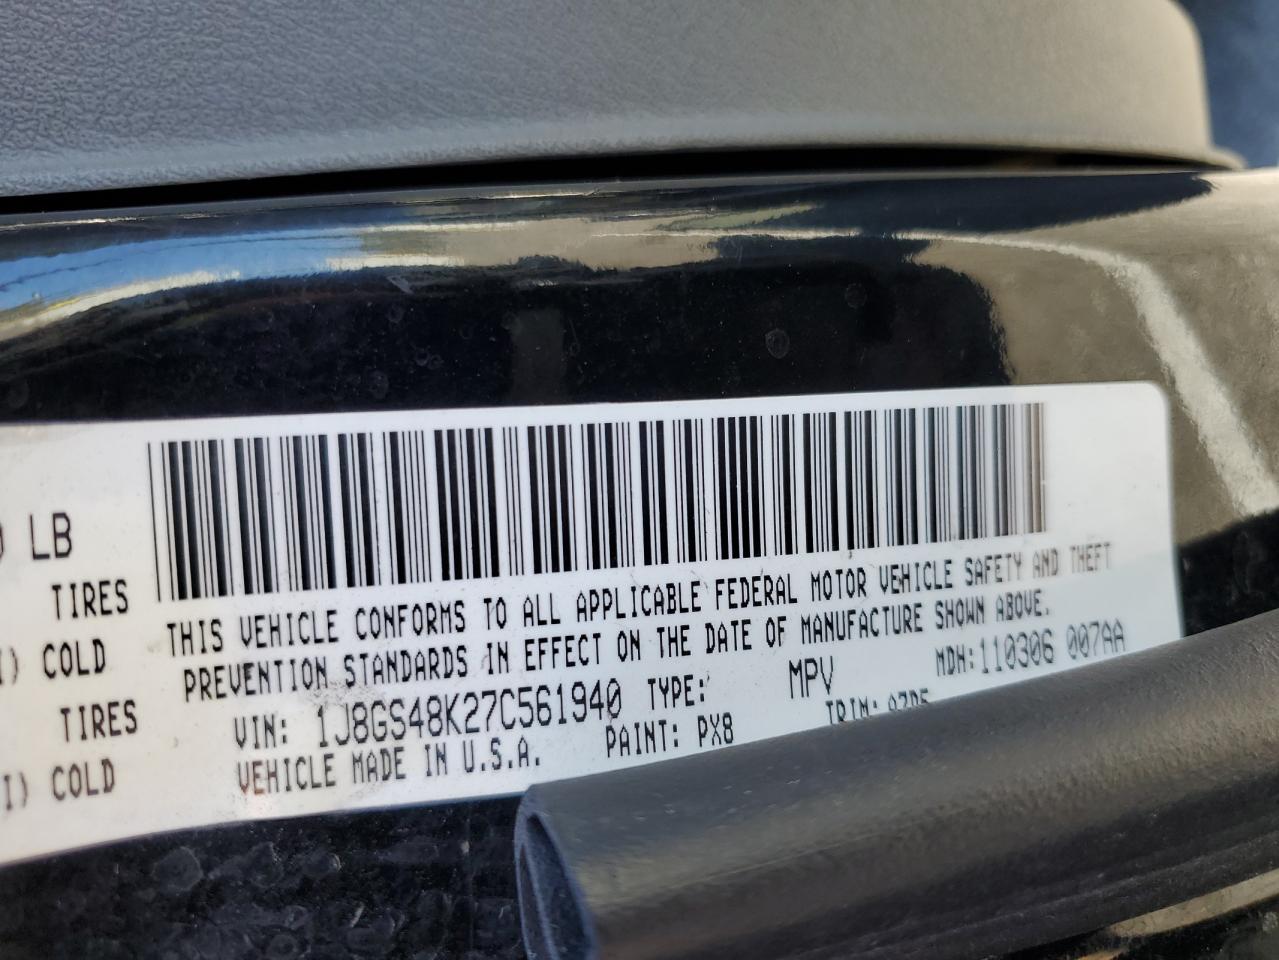 LB
TIRES
COLD
TIRES
COLD
THIS VEHICLE CONFORMS TO ALL APPLICABLE FEDERAL MOTOR VEHICLE SAFETY AND THEFT
PREVENTION STANDARDS IN EFFECT ON THE DATE OF MANUFACTURE SHOWN ABOVE.
VIN: 1J8GS48K27C561940 TYPE: MPV MDH:110306 007AA
VEHICLE MADE IN U.S.A. PAINT: PX8 TRIM: